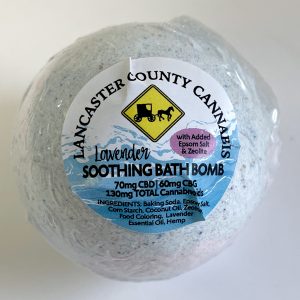 LANCASTER COUNTY CANNABIS
with Added
Epsom Salt
& Zeolite
Lavender
SOOTHING BATH BOMB
70mg CBD|60mg CBG
130mg TOTAL Cannabinoids
INGREDIENTS: Baking Soda, Epsom Salt,
Corn Starch, Coconut Oil, Zeolite,
Food Coloring, Lavender
Essential Oil, Hemp